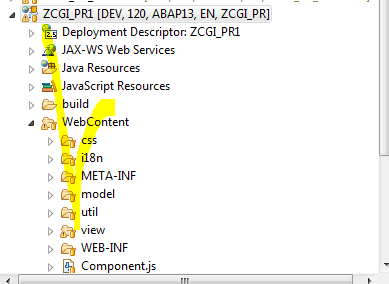 ZCGI_PR1 [DEV, 120, ABAP13, EN, ZCGI_PR]
Deployment Descriptor: ZCGI_PR1
JAX-WS Web Services
Java Resources
JavaScript Resources
build
WebContent
css
i18n
META-INF
model
util
view
WEB-INF
Component.js